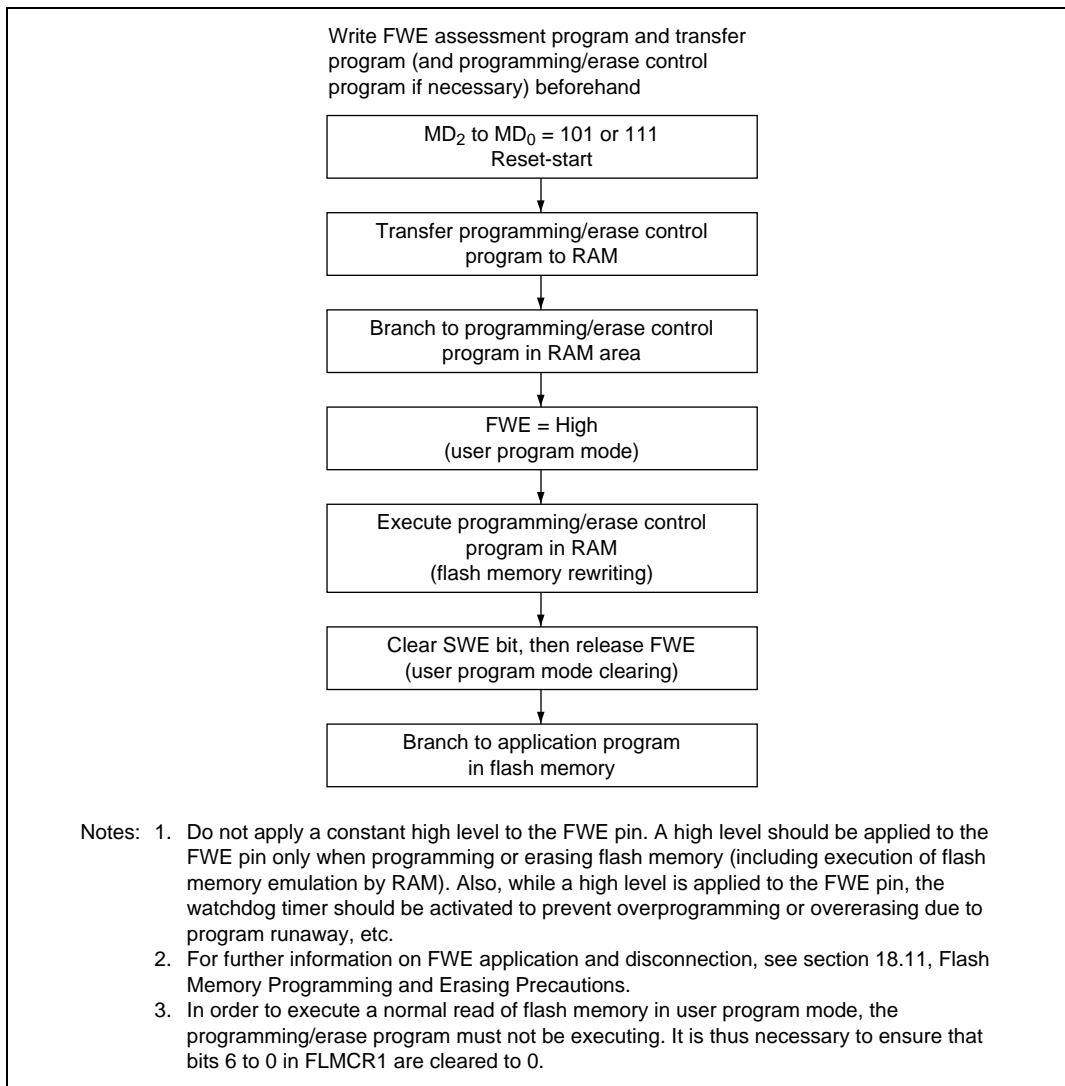 Write FWE assessment program and transfer
program (and programming/erase control
program if necessary) beforehand
MD2 to MD0 = 101 or 111
Reset-start
Transfer programming/erase control
program to RAM
Branch to programming/erase control
program in RAM area
FWE = High
(user program mode)
Execute programming/erase control
program in RAM
(flash memory rewriting)
Clear SWE bit, then release FWE
(user program mode clearing)
Branch to application program
in flash memory
Notes: 1. Do not apply a constant high level to the FWE pin. A high level should be applied to the
FWE pin only when programming or erasing flash memory (including execution of flash
memory emulation by RAM). Also, while a high level is applied to the FWE pin, the
watchdog timer should be activated to prevent overprogramming or overerasing due to
program runaway, etc.
2. For further information on FWE application and disconnection, see section 18.11, Flash
Memory Programming and Erasing Precautions.
3. In order to execute a normal read of flash memory in user program mode, the
programming/erase program must not be executing. It is thus necessary to ensure that
bits 6 to 0 in FLMCR1 are cleared to 0.